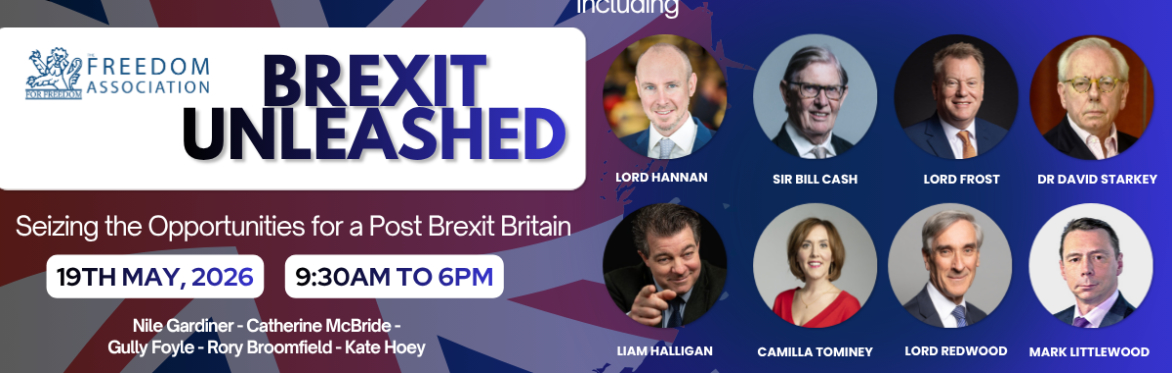 THE
FREEDOM
ASSOCIATION
FOR FREEDOM
BREXIT
UNLEASHED
Seizing the Opportunities for a Post Brexit Britain
19TH MAY, 2026
9:30AM TO 6PM
Nile Gardiner - Catherine McBride -
Gully Foyle - Rory Broomfield - Kate Hoey
including
LORD HANNAN
SIR BILL CASH
LORD FROST
DR DAVID STARKEY
LIAM HALLIGAN
CAMILLA TOMINEY
LORD REDWOOD
MARK LITTLEWOOD